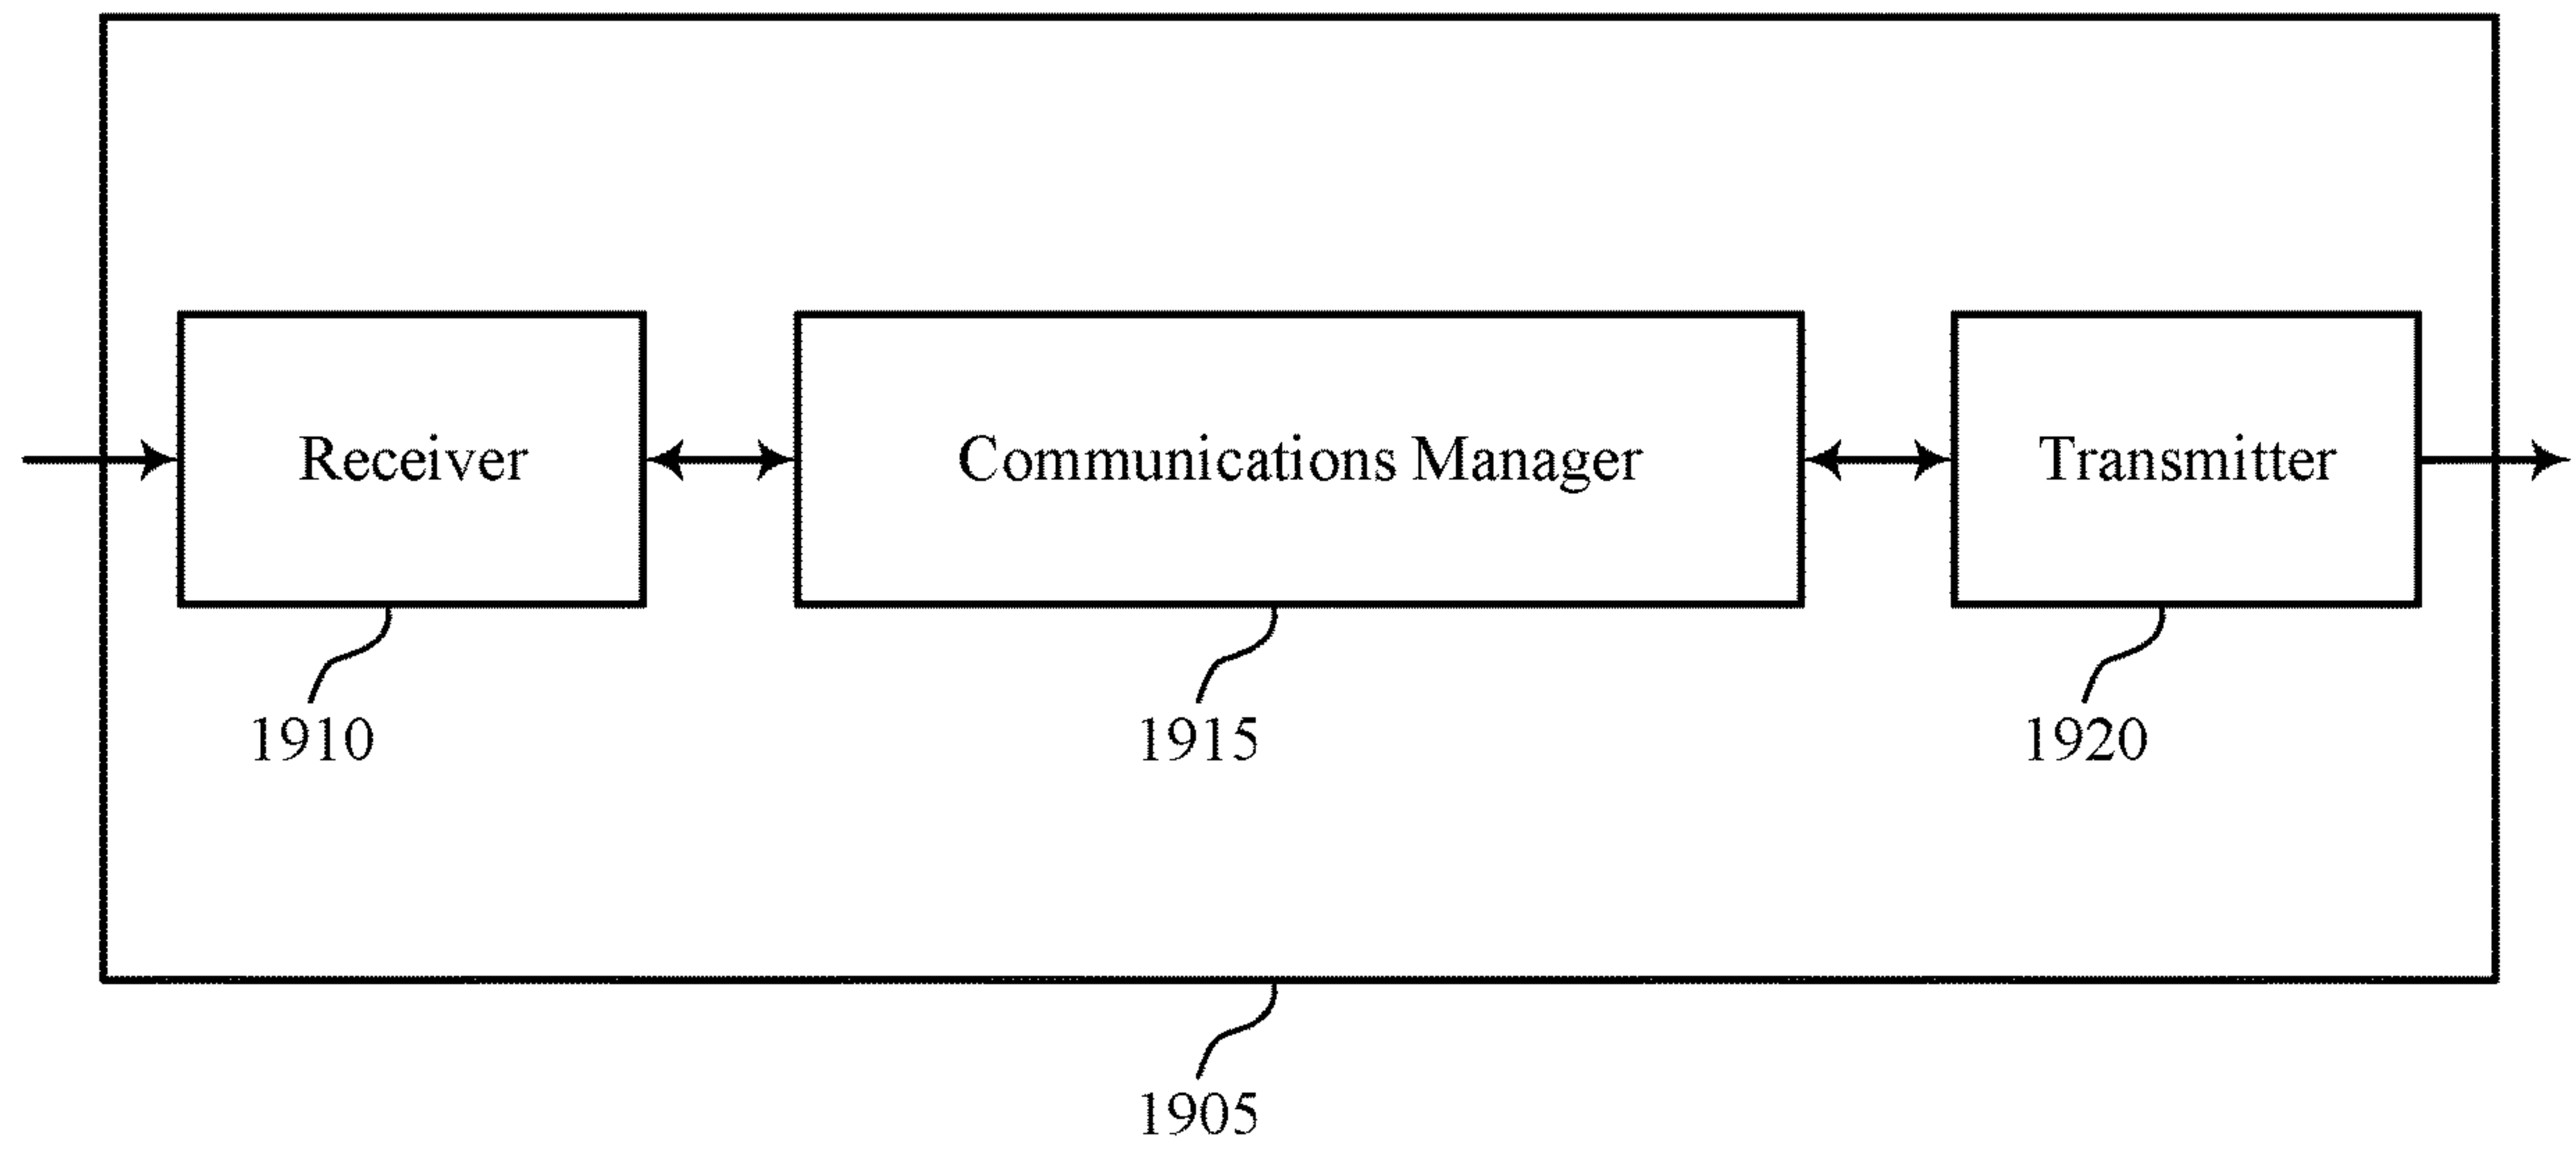 Receiver
Communications Manager
Transmitter
1910
1915
1920
1905